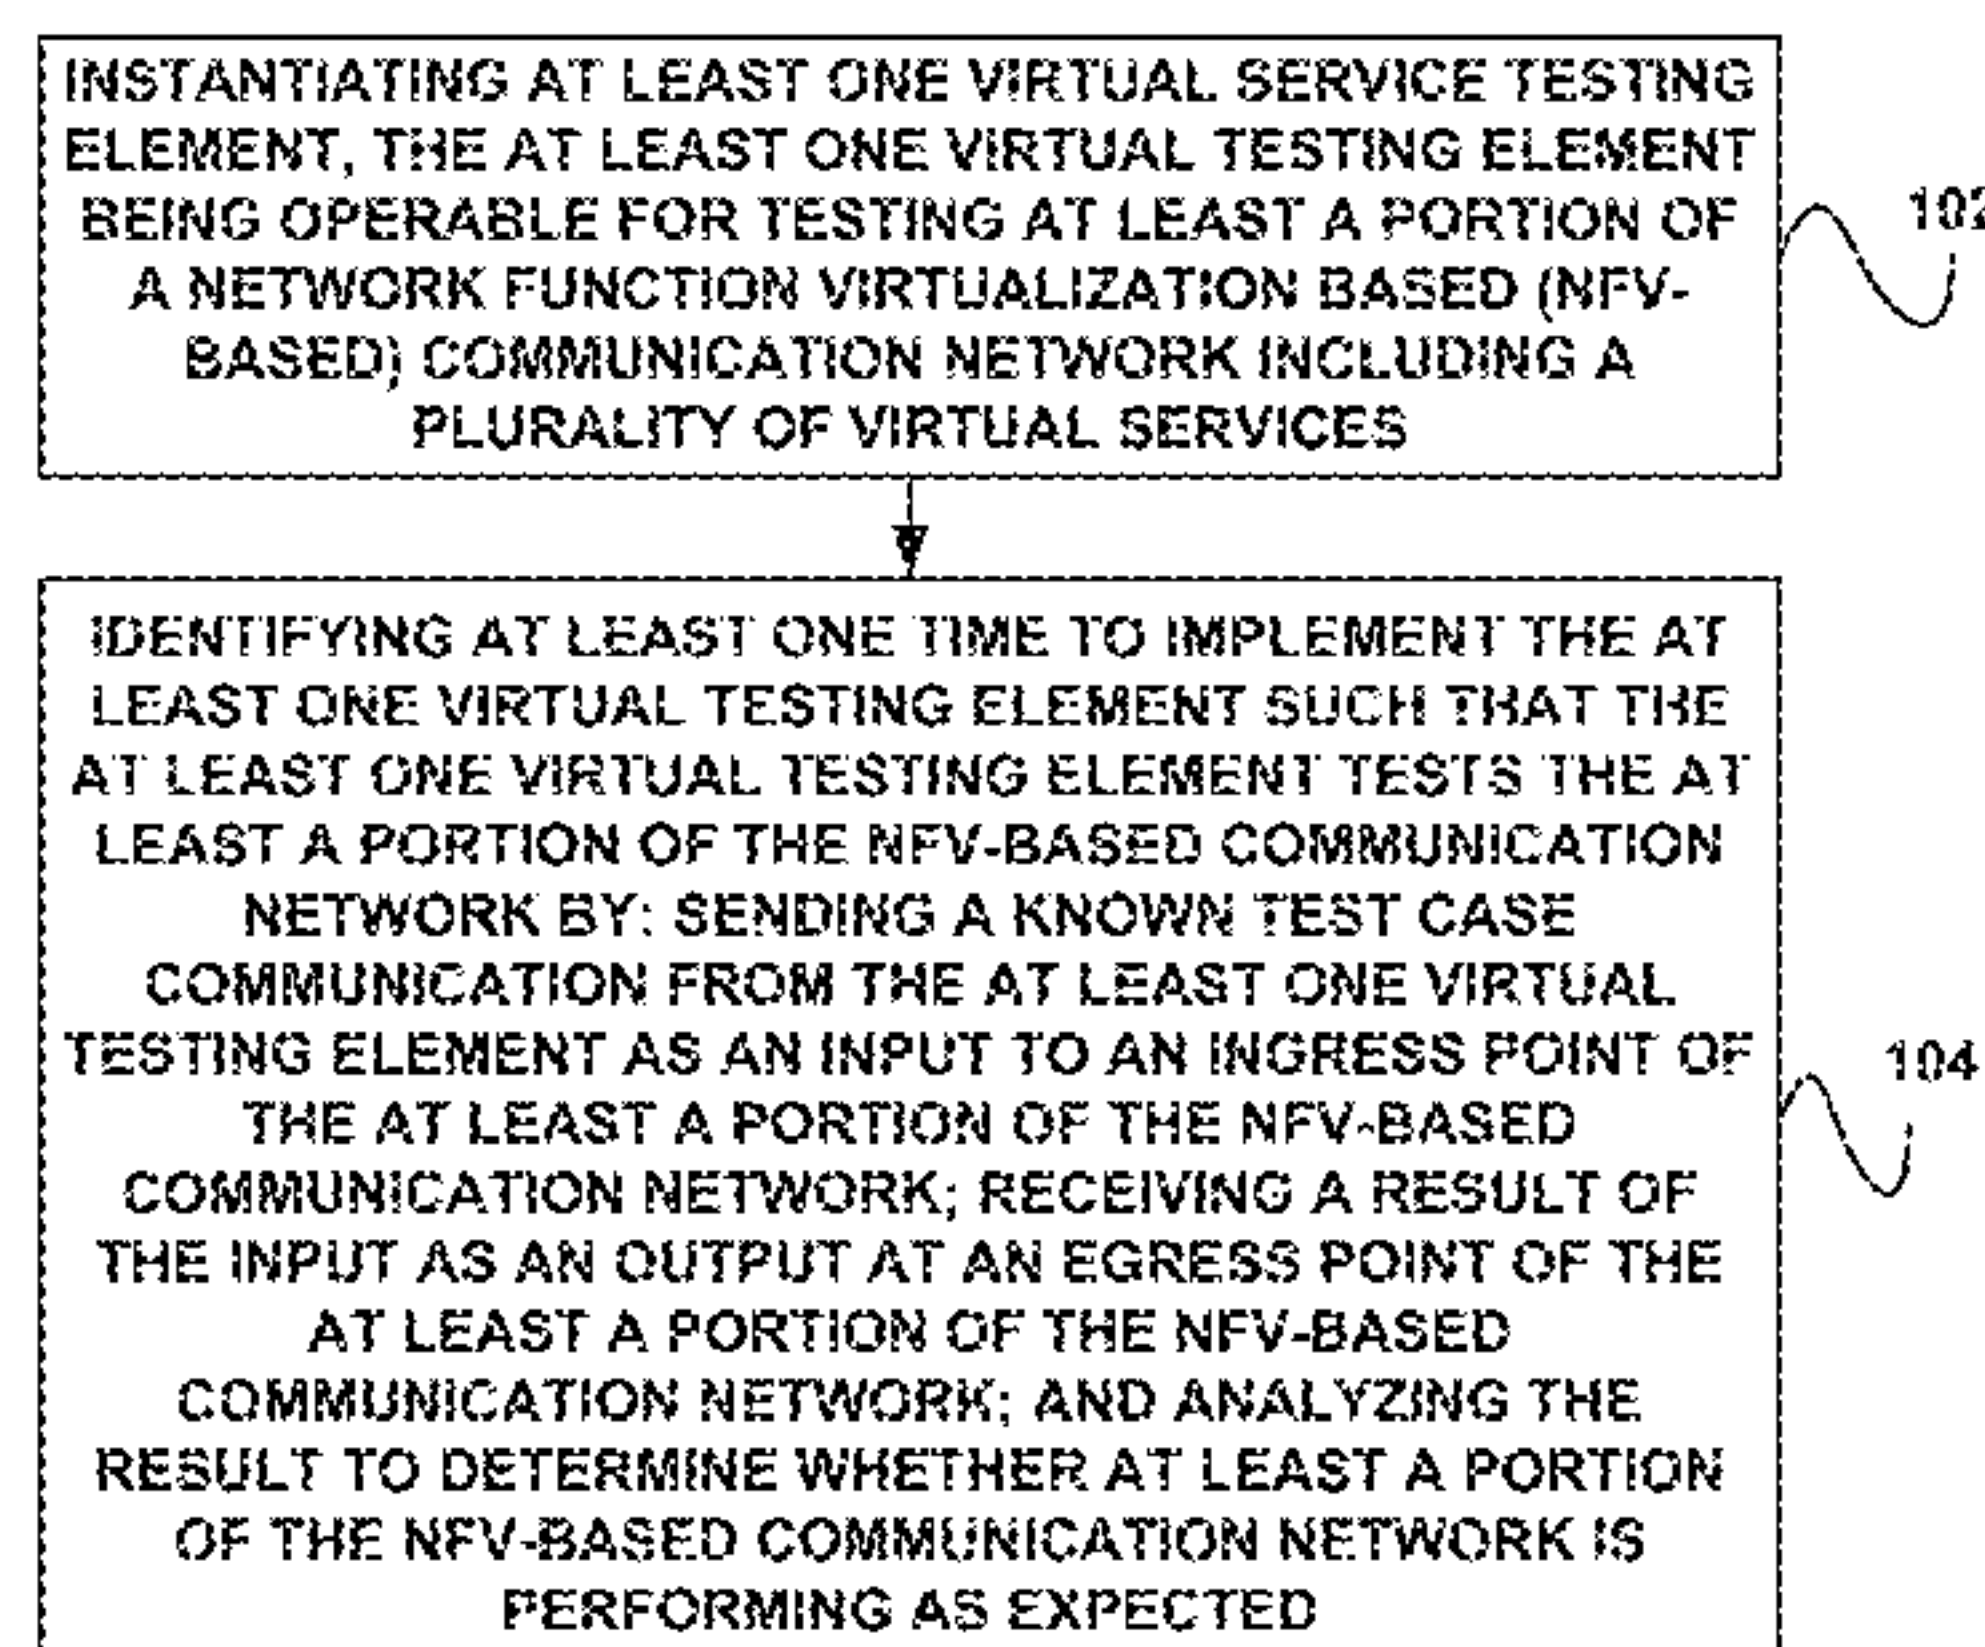 INSTANTIATING AT LEAST ONE VIRTUAL SERVICE TESTING
ELEMENT, THE AT LEAST ONE VIRTUAL TESTING ELEMENT
BEING OPERABLE FOR TESTING AT LEAST A PORTION OF
A NETWORK FUNCTION VIRTUALIZATION BASED (NFV-
BASED) COMMUNICATION NETWORK INCLUDING A
PLURALITY OF VIRTUAL SERVICES
102
IDENTIFYING AT LEAST ONE TIME TO IMPLEMENT THE AT
LEAST ONE VIRTUAL TESTING ELEMENT SUCH THAT THE
AT LEAST ONE VIRTUAL TESTING ELEMENT TESTS THE AT
LEAST A PORTION OF THE NFV-BASED COMMUNICATION
NETWORK BY: SENDING A KNOWN TEST CASE
COMMUNICATION FROM THE AT LEAST ONE VIRTUAL
TESTING ELEMENT AS AN INPUT TO AN INGRESS POINT OF
THE AT LEAST A PORTION OF THE NFV-BASED
COMMUNICATION NETWORK; RECEIVING A RESULT OF
THE INPUT AS AN OUTPUT AT AN EGRESS POINT OF THE
AT LEAST A PORTION OF THE NFV-BASED
COMMUNICATION NETWORK; AND ANALYZING THE
RESULT TO DETERMINE WHETHER AT LEAST A PORTION
OF THE NFV-BASED COMMUNICATION NETWORK IS
PERFORMING AS EXPECTED
104